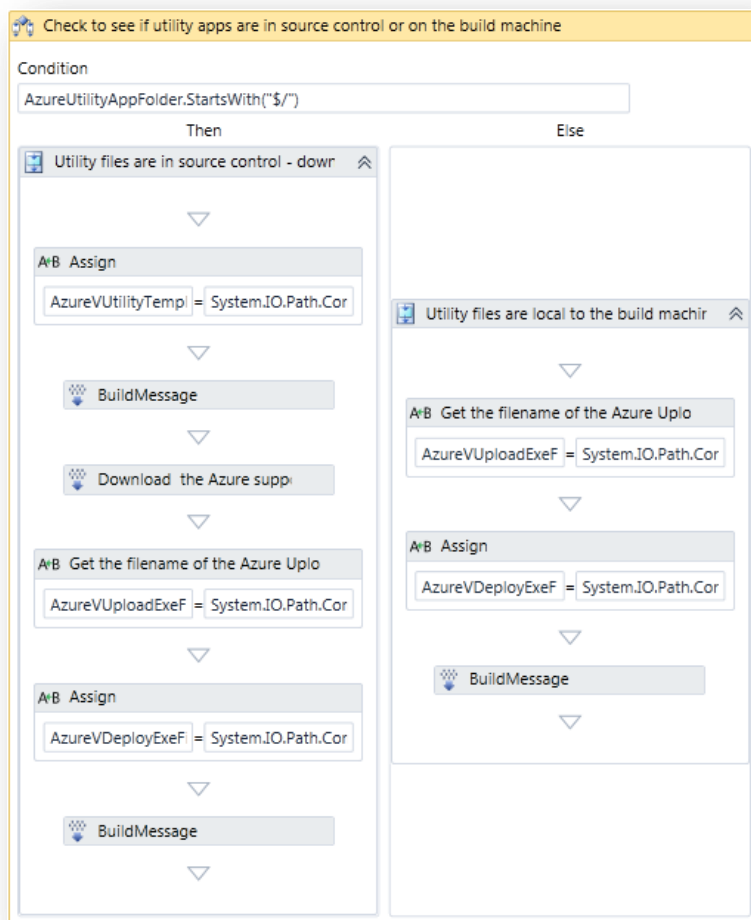 Check to see if utility apps are in source control or on the build machine
Condition
AzureUtilityAppFolder.StartsWith("$/")
Then
Else
Utility files are in source control - dowr
A+B Assign
AzureVUtilityTempl = System.IO.Path.Cor
BuildMessage
Download the Azure supp
A+B Get the filename of the Azure Uplo
AzureVUploadExeF = System.IO.Path.Cor
A+B Assign
AzureVDeployExeF = System.IO.Path.Cor
BuildMessage
Utility files are local to the build machir
A+B Get the filename of the Azure Uplo
AzureVUploadExeF = System.IO.Path.Cor
A+B Assign
AzureVDeployExeF = System.IO.Path.Cor
BuildMessage